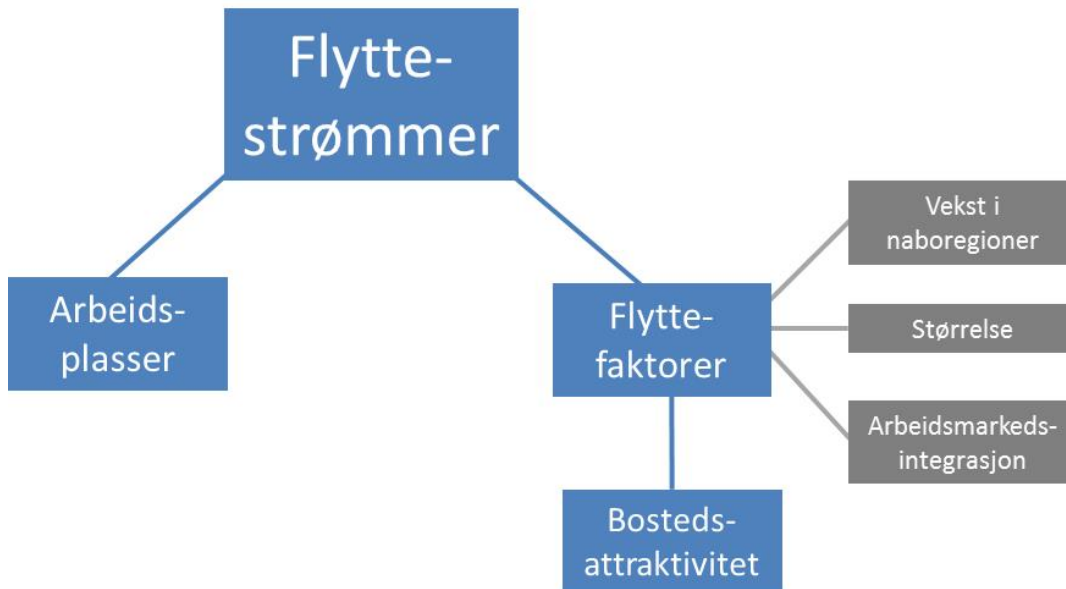 Flytte-
strømmer
Arbeids-
plasser
Flytte-
faktorer
Vekst i
naboregioner
Størrelse
Arbeidsmarkeds-
integrasjon
Bosteds-
attraktivitet